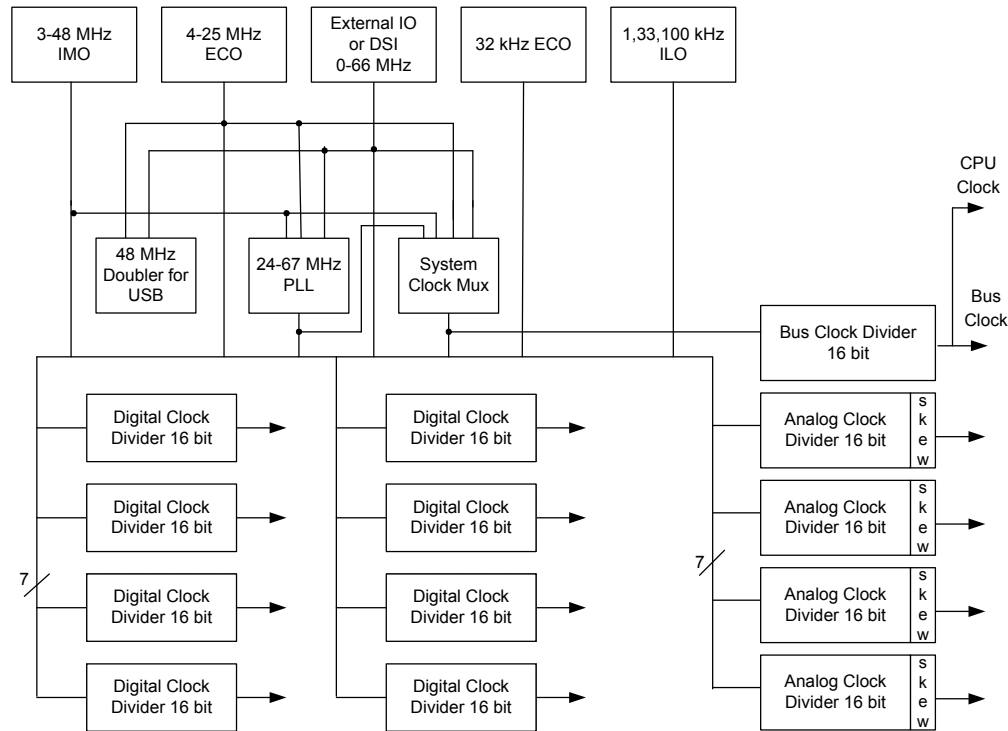 3-48 MHz
IMO
4-25 MHz
ECO
External IO
or DSI
0-66 MHz
32 kHz ECO
1,33,100 kHz
ILO
CPU
Clock
48 MHz
Doubler for
USB
24-67 MHz
PLL
System
Clock Mux
Bus
Clock
Bus Clock Divider
16 bit
Digital Clock
Divider 16 bit
Digital Clock
Divider 16 bit
Analog Clock
Divider 16 bit
s
k
e
w
Digital Clock
Divider 16 bit
Digital Clock
Divider 16 bit
Analog Clock
Divider 16 bit
s
k
e
w
7
7
Digital Clock
Divider 16 bit
Digital Clock
Divider 16 bit
Analog Clock
Divider 16 bit
s
k
e
w
Digital Clock
Divider 16 bit
Digital Clock
Divider 16 bit
Analog Clock
Divider 16 bit
s
k
e
w